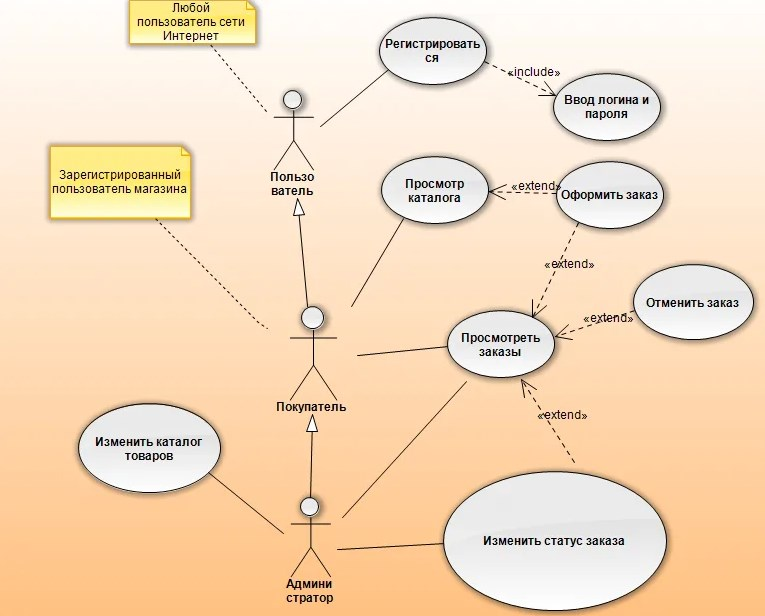 Любой
пользователь сети
Интернет
Регистрировать
ся
«include»
Ввод логина и
пароля
Зарегистрированный
пользователь магазина
Пользо
ватель
Просмотр
каталога
«extend»
Оформить заказ
«extend»
Отменить заказ
«extend»
Просмотреть
заказы
Покупатель
«extend»
Изменить каталог
товаров
Изменить статус заказа
Админи
стратор